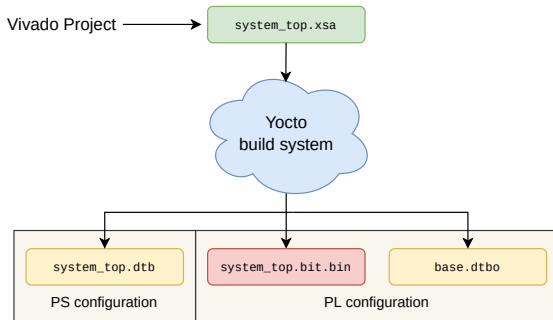 Vivado Project
system_top.xsa
Yocto
build system
system_top.dtb
system_top.bit.bin
base.dtbo
PS configuration
PL configuration